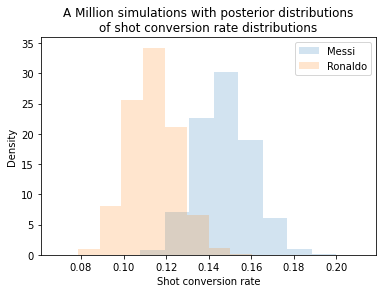 A Million simulations with posterior distributions
of shot conversion rate distributions
Messi
Ronaldo
Density
35
30
25
20
15
10
5
0
0.08 0.10 0.12 0.14 0.16 0.18 0.20
Shot conversion rate